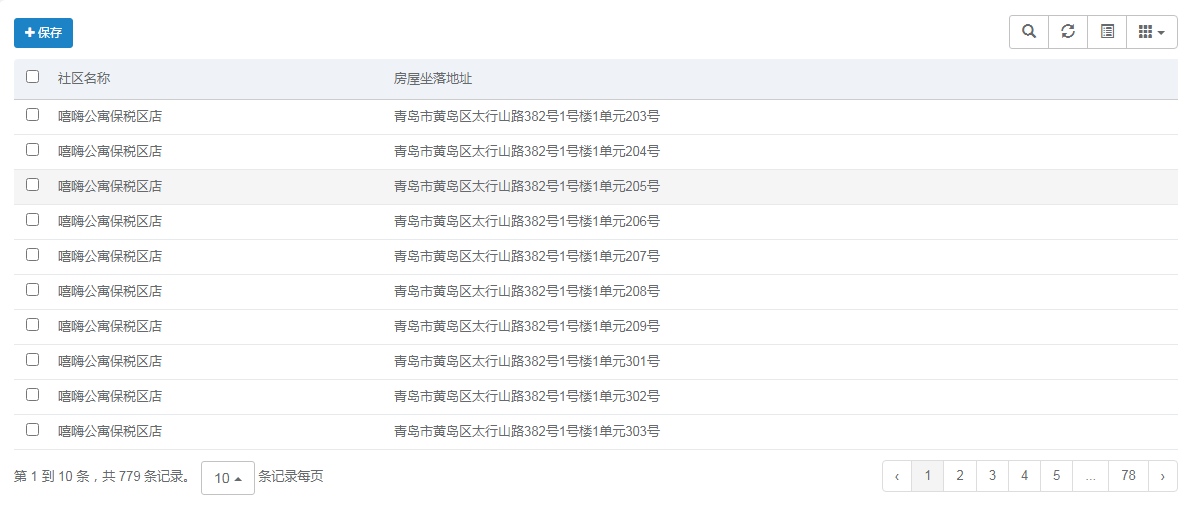 保存
社区名称 房屋坐落地址
嘻嗨公寓保税区店 青岛市黄岛区太行山路382号1号楼1单元203号
嘻嗨公寓保税区店 青岛市黄岛区太行山路382号1号楼1单元204号
嘻嗨公寓保税区店 青岛市黄岛区太行山路382号1号楼1单元205号
嘻嗨公寓保税区店 青岛市黄岛区太行山路382号1号楼1单元206号
嘻嗨公寓保税区店 青岛市黄岛区太行山路382号1号楼1单元207号
嘻嗨公寓保税区店 青岛市黄岛区太行山路382号1号楼1单元208号
嘻嗨公寓保税区店 青岛市黄岛区太行山路382号1号楼1单元209号
嘻嗨公寓保税区店 青岛市黄岛区太行山路382号1号楼1单元301号
嘻嗨公寓保税区店 青岛市黄岛区太行山路382号1号楼1单元302号
嘻嗨公寓保税区店 青岛市黄岛区太行山路382号1号楼1单元303号
第 1 到 10 条，共 779 条记录。 10 条记录每页 ‹ 1 2 3 4 5 ... 78 ›